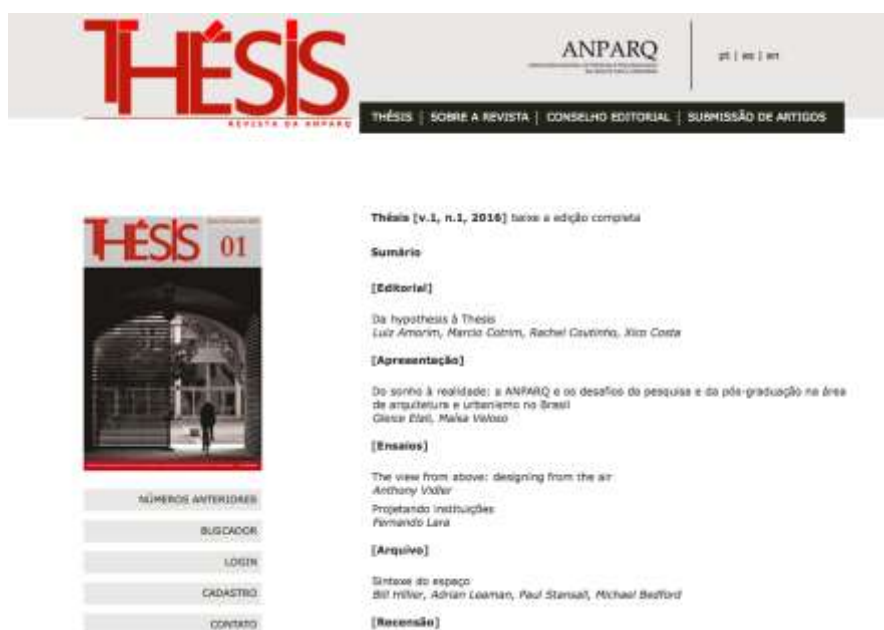 THÉSIS
REVISTA DA ANPARQ
ANPARQ
pt | es | en
THÉSIS | SOBRE A REVISTA | CONSELHO EDITORIAL | SUBMISSÃO DE ARTIGOS
THÉSIS 01
NÚMEROS ANTERIORES
BUSCADOR
LOGIN
CADASTRO
CONTATO
Thésis [v.1, n.1, 2016] baixe a edição completa
Sumário
[Editorial]
Da hypothesis à Thesis
Luiz Amorim, Marcio Cotrim, Rachel Coutinho, Xico Costa
[Apresentação]
Do sonho à realidade: a ANPARQ e os desafios da pesquisa e da pós-graduação na área
de arquitetura e urbanismo no Brasil
Gleice Elali, Maísa Veloso
[Ensaios]
The view from above: designing from the air
Anthony Vidler
Projetando instituições
Fernando Lara
[Arquivo]
Sintaxe do espaço
Bill Hillier, Adrian Leaman, Paul Stansall, Michael Bedford
[Recensão]